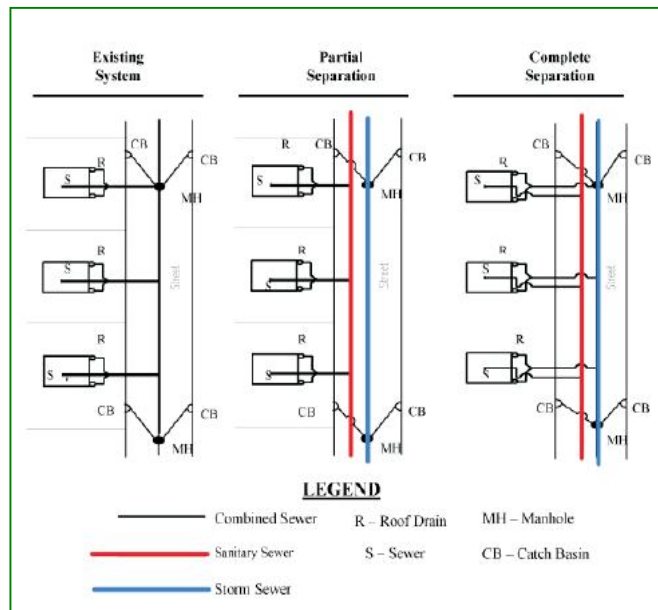 Existing
System
Partial
Separation
Complete
Separation
CB
R
CB
S
MH
R
S
Street
R
S
CB
CB
MH
CB
R
CB
S
MH
R
S
Street
R
S
CB
CB
MH
CB
R
CB
S
MH
R
S
Street
R
S
CB
CB
MH
LEGEND
Combined Sewer
R – Roof Drain
MH – Manhole
Sanitary Sewer
S – Sewer
CB – Catch Basin
Storm Sewer